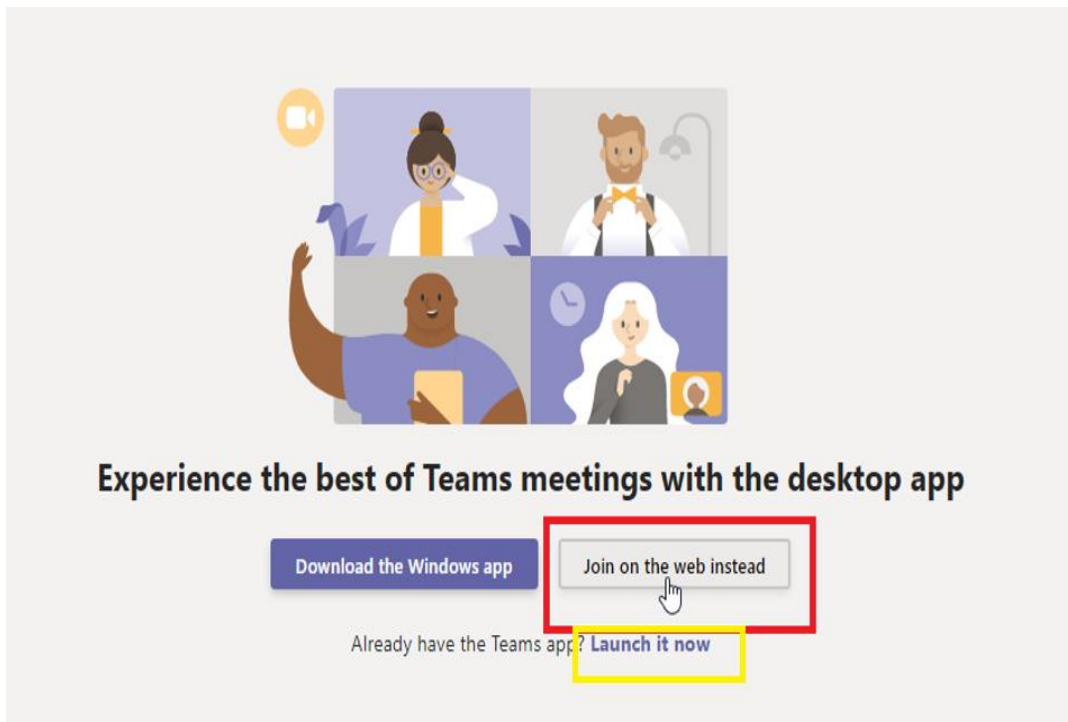 Experience the best of Teams meetings with the desktop app
Download the Windows app
Join on the web instead
Already have the Teams app? Launch it now